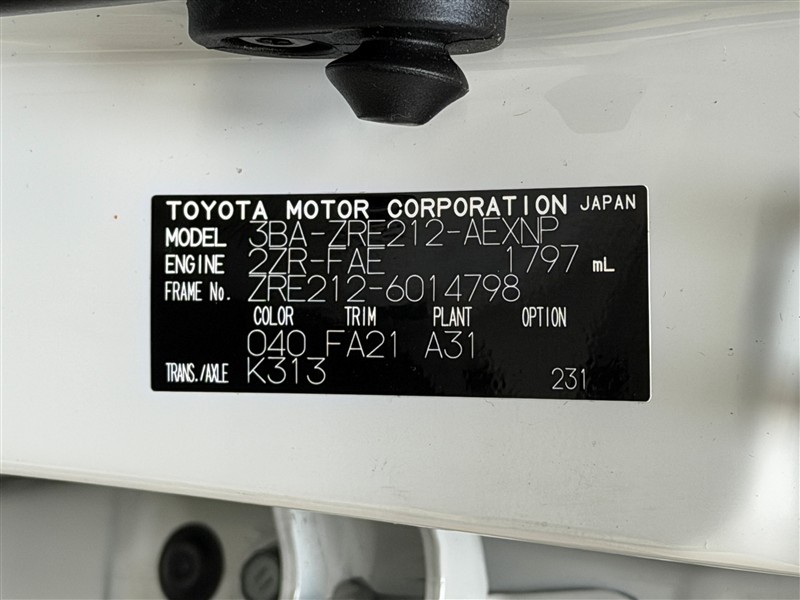 TOYOTA MOTOR CORPORATION JAPAN
MODEL 3BA-ZRE212-AEXNP
ENGINE 2ZR-FAE 1797 mL
FRAME No. ZRE212-6014798
COLOR TRIM PLANT OPTION
040 FA21 A31
TRANS./AXLE K313 231